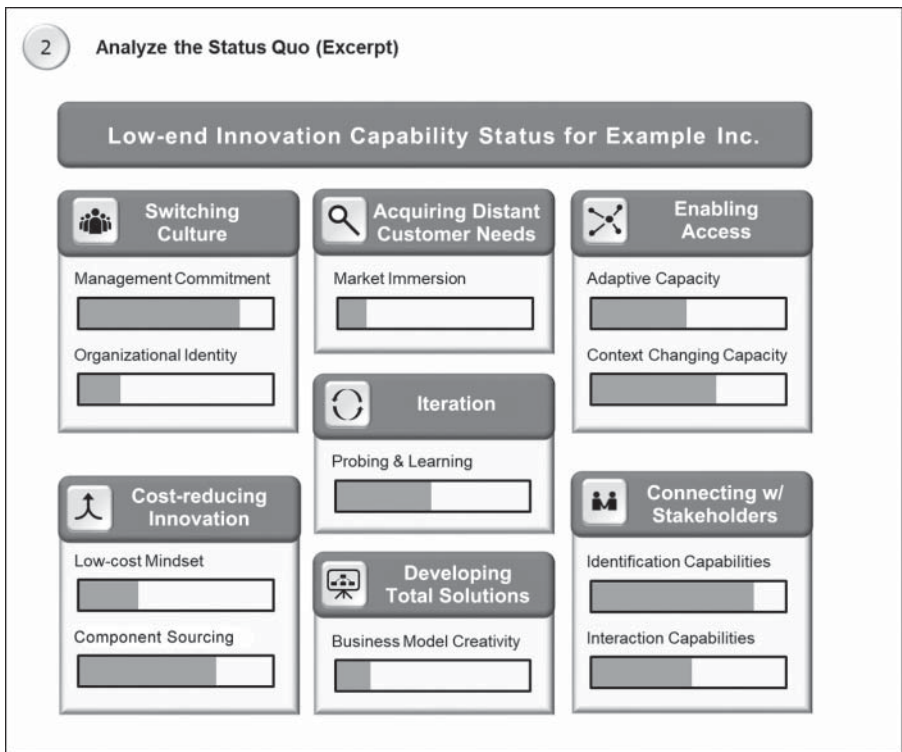 2
Analyze the Status Quo (Excerpt)
Low-end Innovation Capability Status for Example Inc.
Switching
Culture
Management Commitment
Organizational Identity
Acquiring Distant
Customer Needs
Market Immersion
Enabling
Access
Adaptive Capacity
Context Changing Capacity
Iteration
Probing & Learning
Cost-reducing
Innovation
Low-cost Mindset
Component Sourcing
Developing
Total Solutions
Business Model Creativity
Connecting w/
Stakeholders
Identification Capabilities
Interaction Capabilities